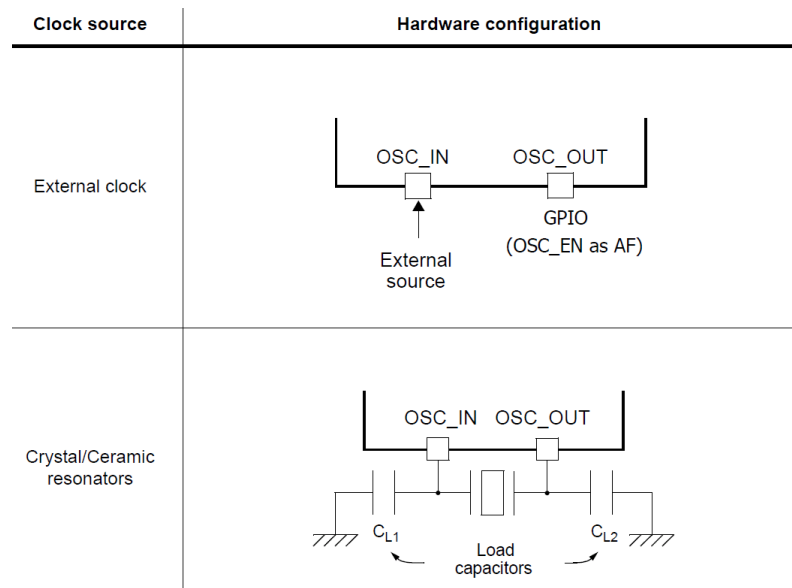 Clock source
Hardware configuration
External clock
OSC_IN
OSC_OUT
GPIO
(OSC_EN as AF)
External
source
Crystal/Ceramic
resonators
OSC_IN
OSC_OUT
CL1
CL2
Load
capacitors